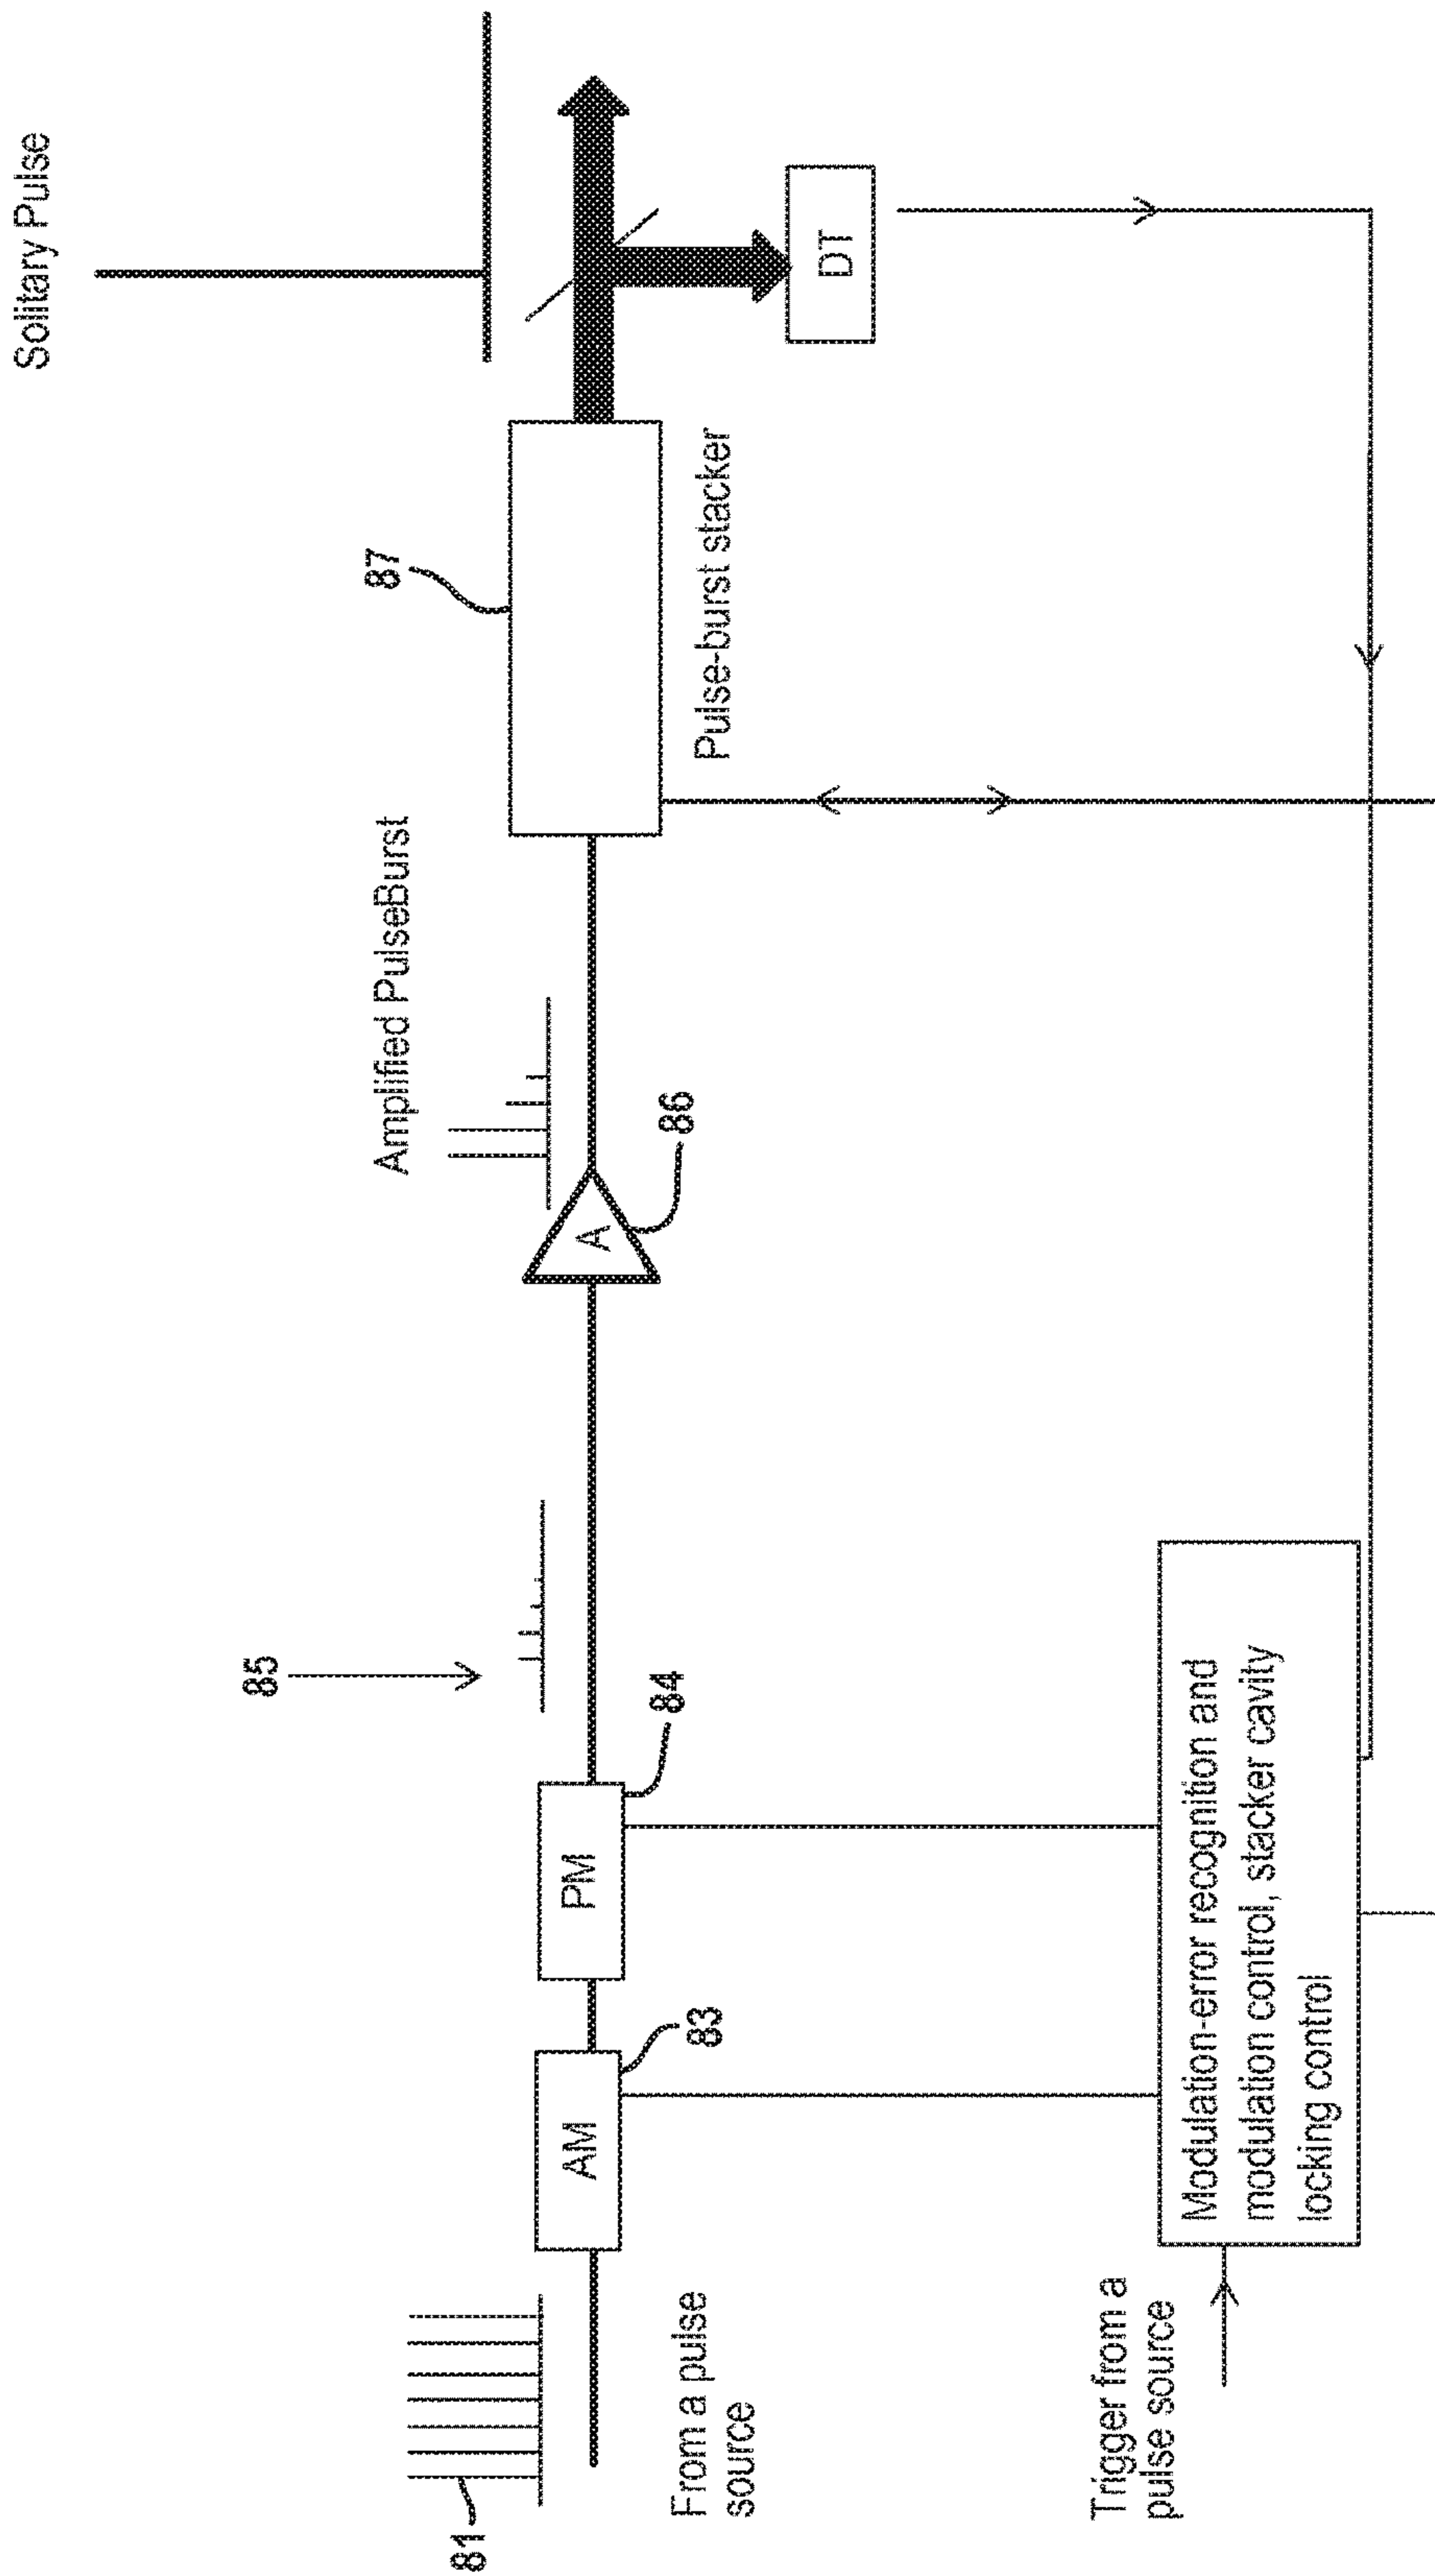 Solitary Pulse
87
Amplified PulseBurst
Pulse-burst stacker
DT
86
A
85
84
PM
83
AM
81
From a pulse
source
Trigger from a
pulse source
Modulation-error recognition and
modulation control, stacker cavity
locking control